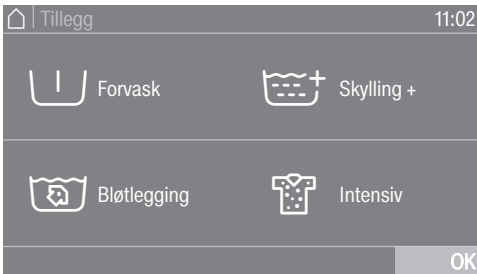 Tillegg 11:02
Forvask Skylling +
Bløtlegging Intensiv
OK